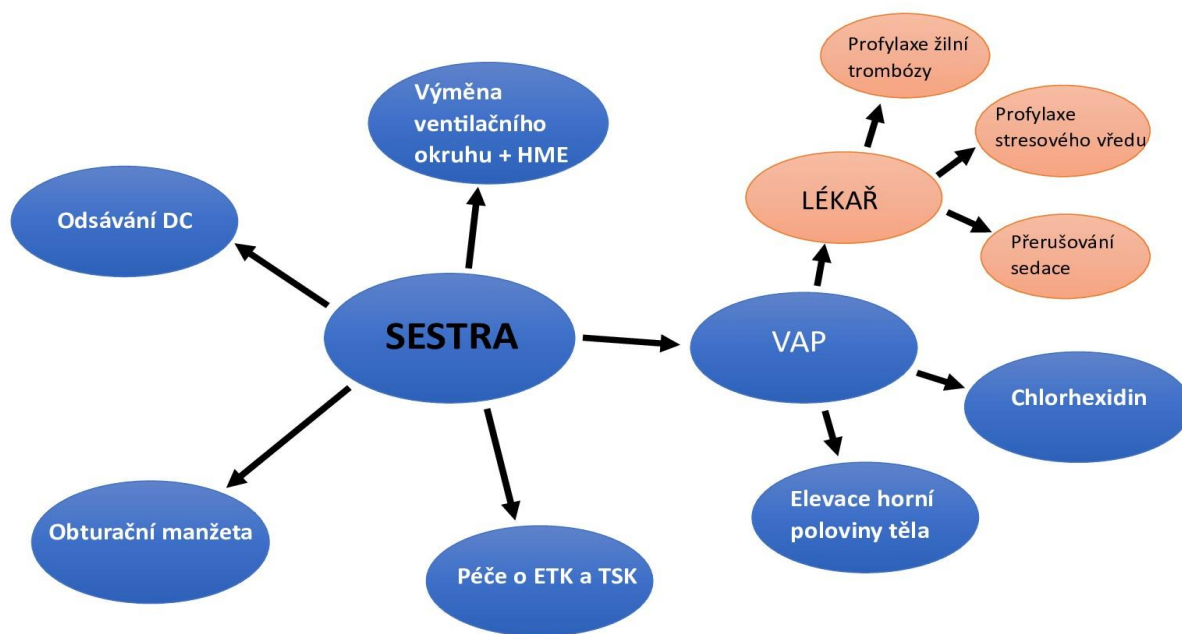 Profylaxe žilní
trombózy
Výměna
ventilačního
okruhu + HME
Profylaxe
stresového vředu
LÉKAŘ
Odsávání DC
Přerušování
sedace
SESTRA
VAP
Chlorhexidin
Elevace horní
poloviny těla
Obturační manžeta
Péče o ETK a TSK